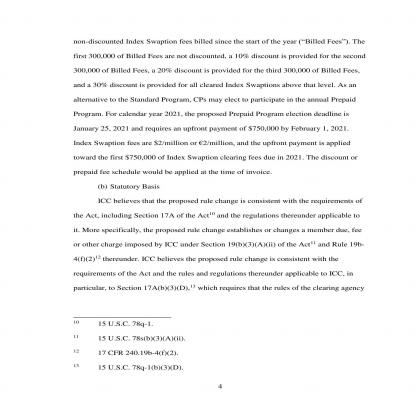 non-discounted Index Swaption fees billed since the start of the year (“Billed Fees”). The
first 300,000 of Billed Fees are not discounted, a 10% discount is provided for the second
300,000 of Billed Fees, a 20% discount is provided for the third 300,000 of Billed Fees,
and a 30% discount is provided for all cleared Index Swaptions above that level. As an
alternative to the Standard Program, CPs may elect to participate in the annual Prepaid
Program. For calendar year 2021, the proposed Prepaid Program election deadline is
January 25, 2021 and requires an upfront payment of $750,000 by February 1, 2021.
Index Swaption fees are $2/million or €2/million, and the upfront payment is applied
toward the first $750,000 of Index Swaption clearing fees due in 2021. The discount or
prepaid fee schedule would be applied at the time of invoice.
(b) Statutory Basis
ICC believes that the proposed rule change is consistent with the requirements of
the Act, including Section 17A of the Act10 and the regulations thereunder applicable to
it. More specifically, the proposed rule change establishes or changes a member due, fee
or other charge imposed by ICC under Section 19(b)(3)(A)(ii) of the Act11 and Rule 19b-
4(f)(2)12 thereunder. ICC believes the proposed rule change is consistent with the
requirements of the Act and the rules and regulations thereunder applicable to ICC, in
particular, to Section 17A(b)(3)(D),13 which requires that the rules of the clearing agency
10 15 U.S.C. 78q-1.
11 15 U.S.C. 78s(b)(3)(A)(ii).
12 17 CFR 240.19b-4(f)(2).
13 15 U.S.C. 78q-1(b)(3)(D).
4